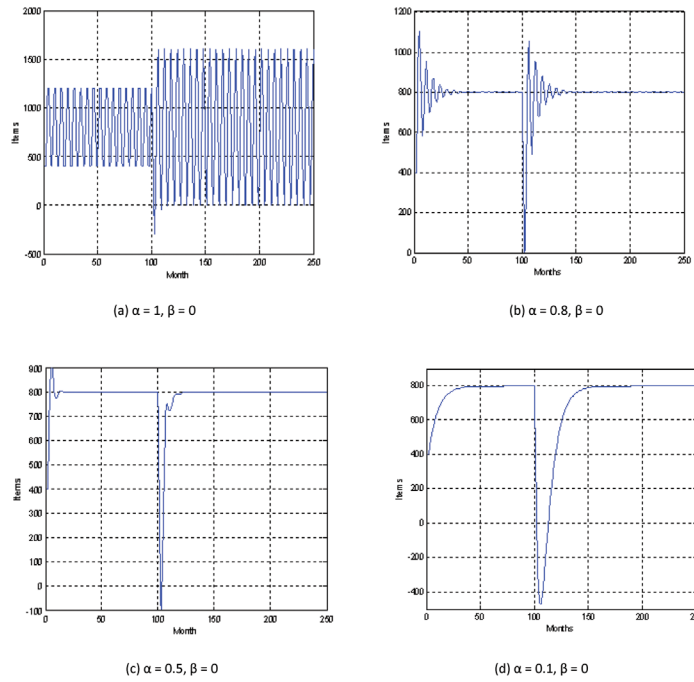 2000
1500
1000
500
0
-500
0 50 100 150 200 250
Items
Month
(a) α = 1, β = 0
1200
1000
800
600
400
200
0
0 50 100 150 200 250
Items
Months
(b) α = 0.8, β = 0
900
800
700
600
500
400
300
200
100
0
-100
0 50 100 150 200 250
Items
Month
(c) α = 0.5, β = 0
800
600
400
200
0
-200
-400
0 50 100 150 200 250
Items
Months
(d) α = 0.1, β = 0